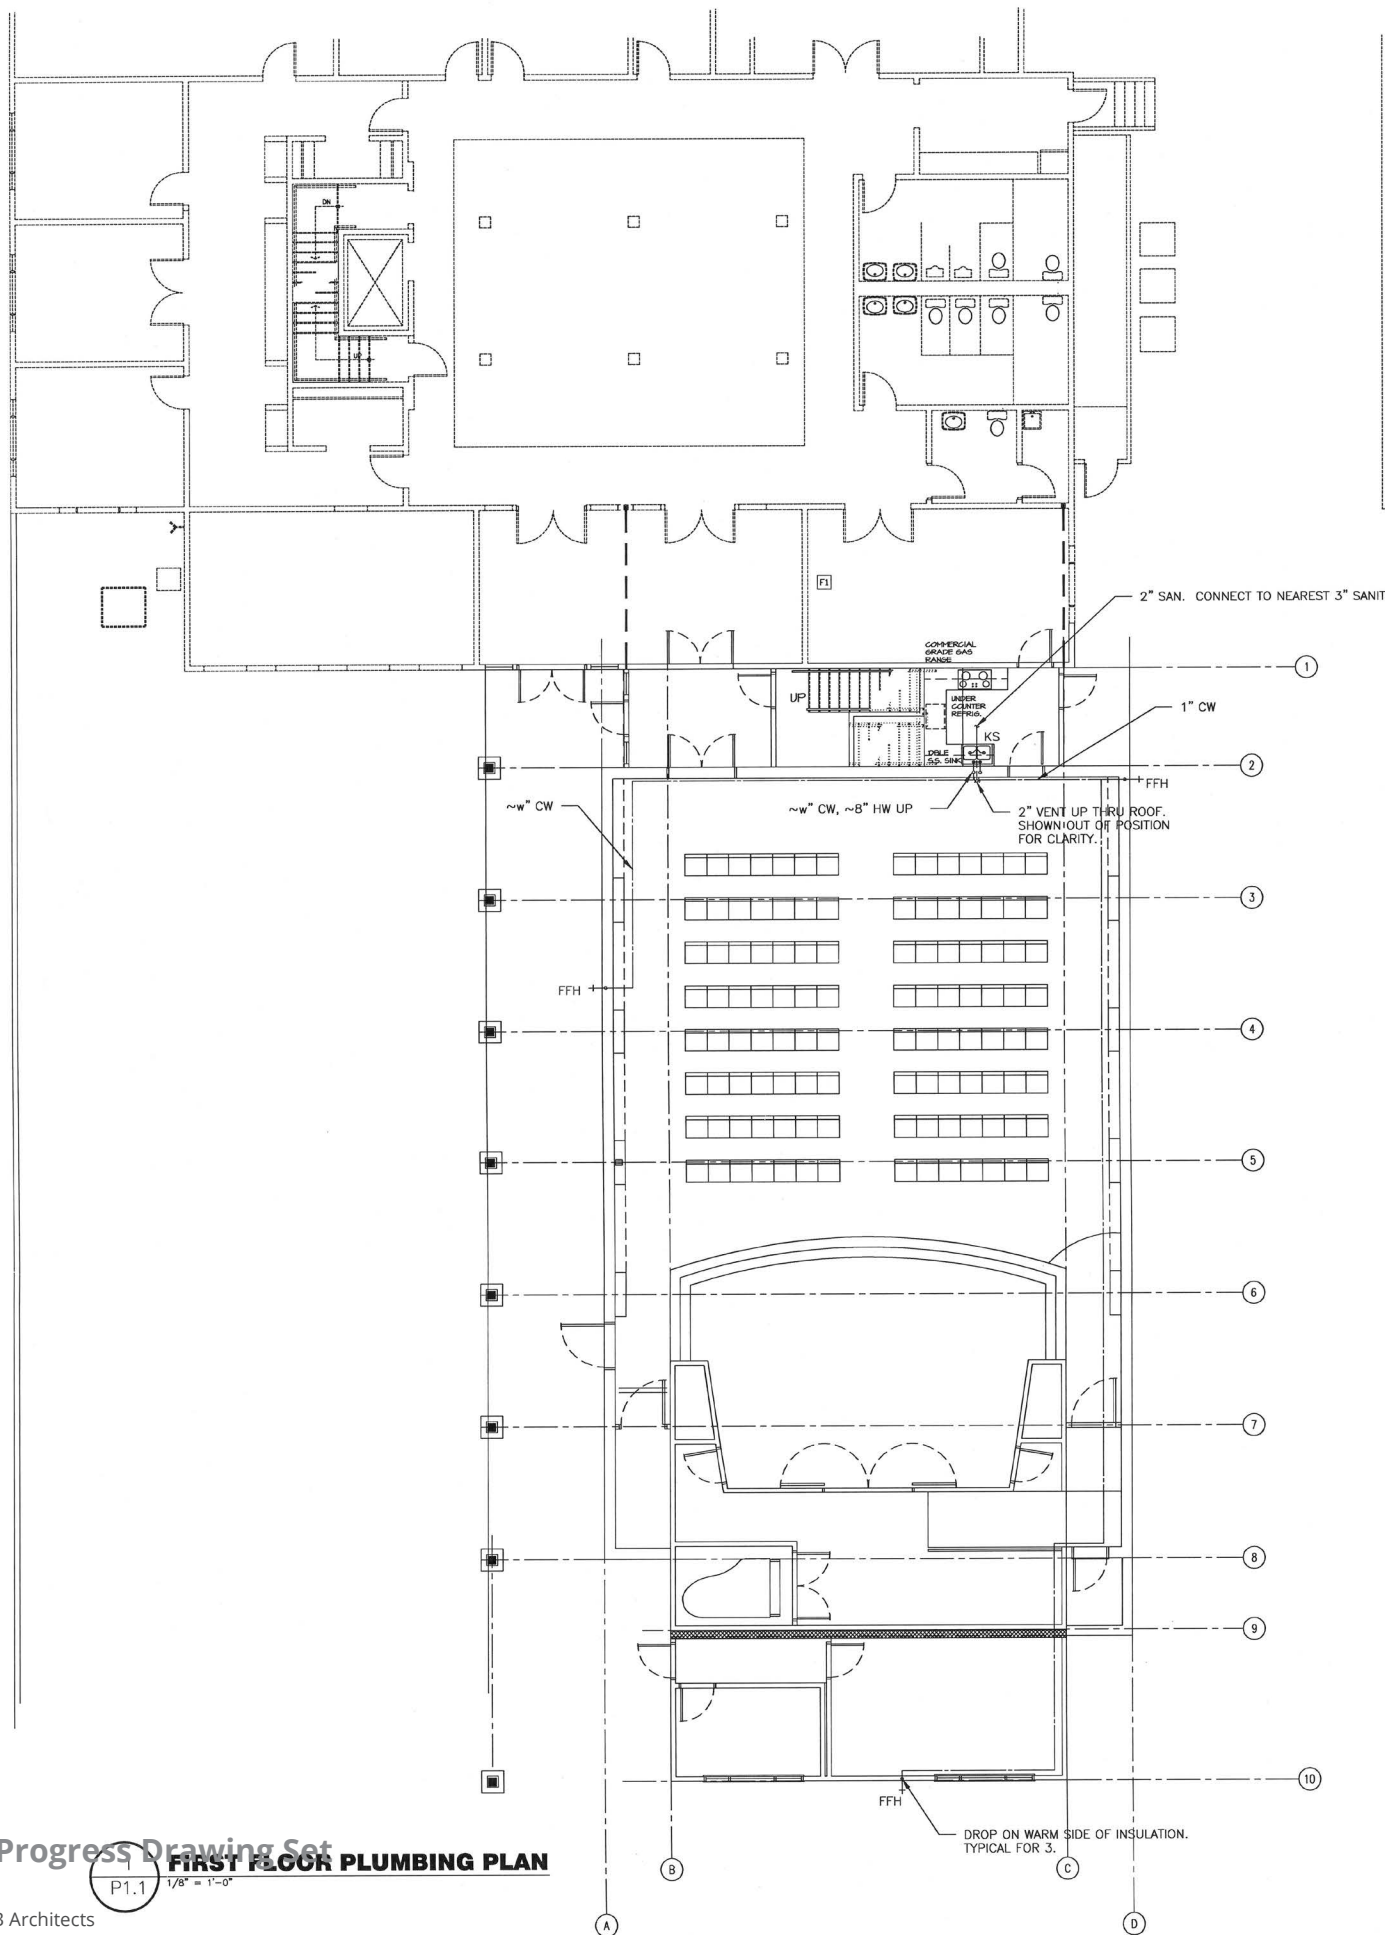 DN
UP
F1
2" SAN. CONNECT TO NEAREST 3" SANIT
COMMERCIAL
GRADE GAS
RANGE
1
UP
UNDER
COUNTER
REFRIG.
1" CW
KS
DBLE
S.S. SINK
2
FFH
~w" CW
~w" CW, ~8" HW UP
2" VENT UP THRU ROOF.
SHOWN OUT OF POSITION
FOR CLARITY.
3
FFH
4
5
6
7
8
9
10
FFH
DROP ON WARM SIDE OF INSULATION.
TYPICAL FOR 3.
Progress Drawing Set
1
P1.1
FIRST FLOOR PLUMBING PLAN
1/8" = 1'-0"
B
C
3 Architects
A
D